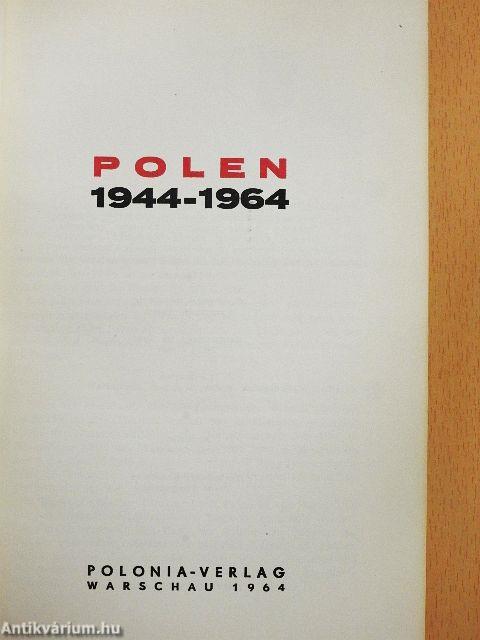 POLEN
1944-1964
POLONIA-VERLAG
WARSCHAU 1964
Antikvárium.hu